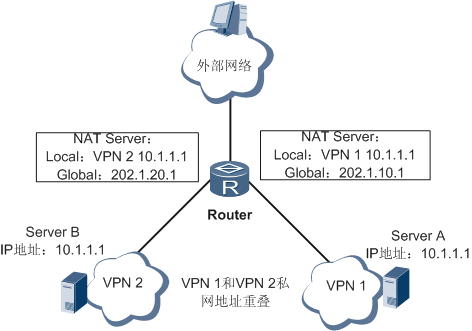 外部网络
NAT Server：
Local：VPN 2 10.1.1.1
Global：202.1.20.1
NAT Server：
Local：VPN 1 10.1.1.1
Global：202.1.10.1
R
Router
Server B
IP地址：10.1.1.1
Server A
IP地址：10.1.1.1
VPN 2
VPN 1和VPN 2私
网地址重叠
VPN 1